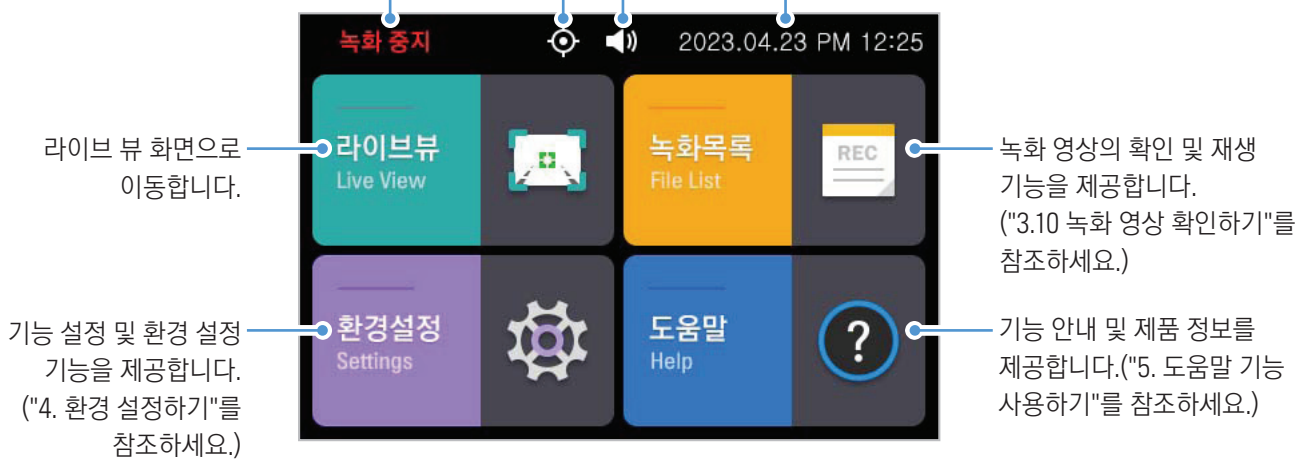 녹화 중지
2023.04.23 PM 12:25
라이브 뷰 화면으로
이동합니다.
라이브뷰
Live View
녹화목록
File List
REC
녹화 영상의 확인 및 재생
기능을 제공합니다.
("3.10 녹화 영상 확인하기"를
참조하세요.)
기능 설정 및 환경 설정
기능을 제공합니다.
("4. 환경 설정하기"를
참조하세요.)
환경설정
Settings
도움말
Help
?
기능 안내 및 제품 정보를
제공합니다.("5. 도움말 기능
사용하기"를 참조하세요.)